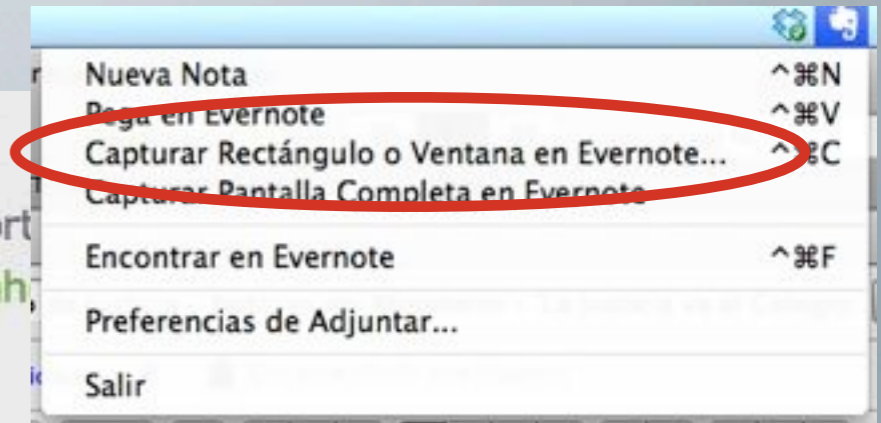 Nueva Nota ^⌘N
Pega en Evernote ^⌘V
Capturar Rectángulo o Ventana en Evernote... ^⌘C
Capturar Pantalla Completa en Evernote
Encontrar en Evernote ^⌘F
Preferencias de Adjuntar...
Salir